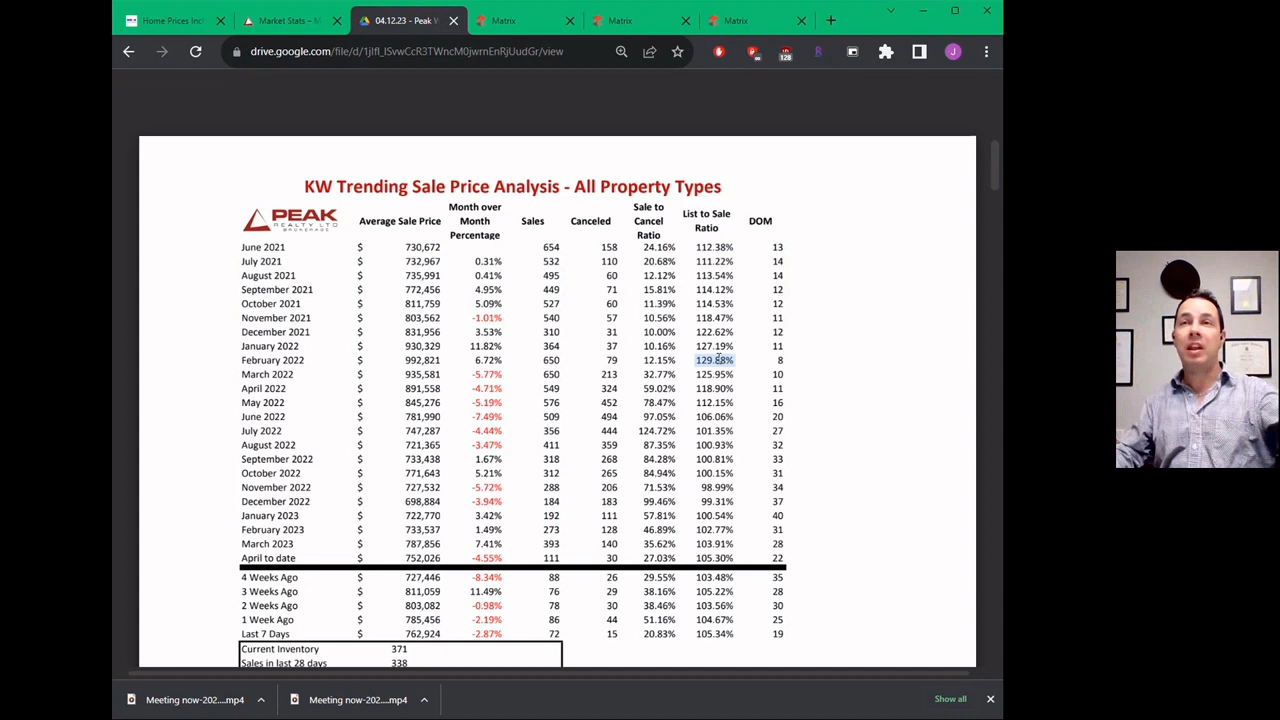 Home Prices Incl
Market Stats – M
04.12.23 - Peak W
Matrix
Matrix
Matrix
drive.google.com/file/d/1jlfl_lSvwCcR3TWncM0jwrnEnRjUudGr/view
128
J
KW Trending Sale Price Analysis - All Property Types
PEAK
REALTY LTD
BROKERAGE
Average Sale Price
Month over
Month
Percentage
Sales
Canceled
Sale to
Cancel
Ratio
List to Sale
Ratio
DOM
June 2021 $ 730,672 654 158 24.16% 112.38% 13
July 2021 $ 732,967 0.31% 532 110 20.68% 111.22% 14
August 2021 $ 735,991 0.41% 495 60 12.12% 113.54% 14
September 2021 $ 772,456 4.95% 449 71 15.81% 114.12% 12
October 2021 $ 811,759 5.09% 527 60 11.39% 114.53% 12
November 2021 $ 803,562 -1.01% 540 57 10.56% 118.47% 11
December 2021 $ 831,956 3.53% 310 31 10.00% 122.62% 12
January 2022 $ 930,329 11.82% 364 37 10.16% 127.19% 11
February 2022 $ 992,821 6.72% 650 79 12.15% 129.88% 8
March 2022 $ 935,581 -5.77% 650 213 32.77% 125.95% 10
April 2022 $ 891,558 -4.71% 549 324 59.02% 118.90% 11
May 2022 $ 845,276 -5.19% 576 452 78.47% 112.15% 16
June 2022 $ 781,990 -7.49% 509 494 97.05% 106.06% 20
July 2022 $ 747,287 -4.44% 356 444 124.72% 101.35% 27
August 2022 $ 721,365 -3.47% 411 359 87.35% 100.93% 32
September 2022 $ 733,438 1.67% 318 268 84.28% 100.81% 33
October 2022 $ 771,643 5.21% 312 265 84.94% 100.15% 31
November 2022 $ 727,532 -5.72% 288 206 71.53% 98.99% 34
December 2022 $ 698,884 -3.94% 184 183 99.46% 99.31% 37
January 2023 $ 722,770 3.42% 192 111 57.81% 100.54% 40
February 2023 $ 733,537 1.49% 273 128 46.89% 102.77% 31
March 2023 $ 787,856 7.41% 393 140 35.62% 103.91% 28
April to date $ 752,026 -4.55% 111 30 27.03% 105.30% 22
4 Weeks Ago $ 727,446 -8.34% 88 26 29.55% 103.48% 35
3 Weeks Ago $ 811,059 11.49% 76 29 38.16% 105.22% 28
2 Weeks Ago $ 803,082 -0.98% 78 30 38.46% 103.56% 30
1 Week Ago $ 785,456 -2.19% 86 44 51.16% 104.67% 25
Last 7 Days $ 762,924 -2.87% 72 15 20.83% 105.34% 19
Current Inventory 371
Sales in last 28 days 338
Meeting now-202....mp4
Meeting now-202....mp4
Show all